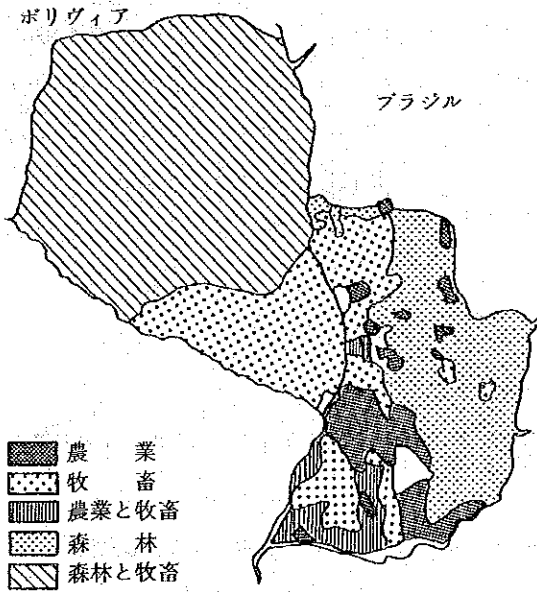 ボリヴィア
ブラジル
農業
牧畜
農業と牧畜
森林
森林と牧畜